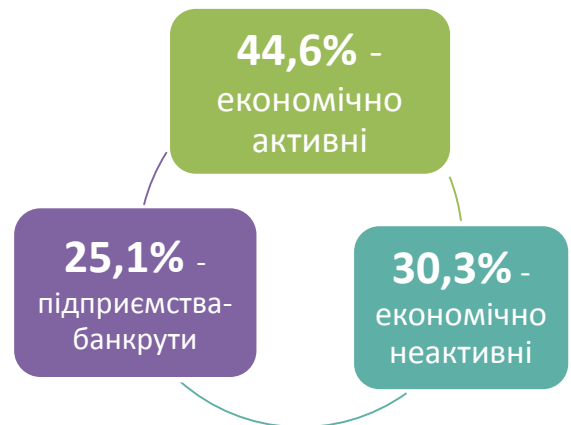 44,6% -
економічно
активні
25,1% -
підприємства-
банкрути
30,3% -
економічно
неактивні